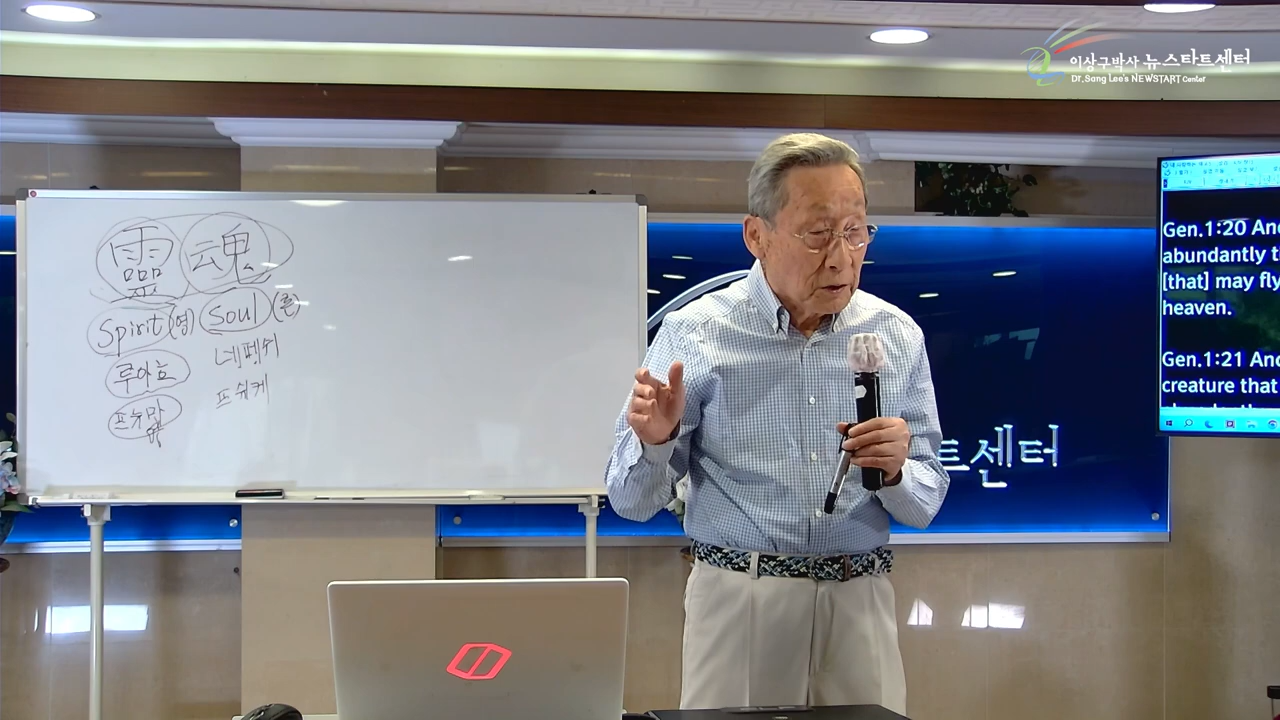 이상구박사 뉴스타트센터
Dr. Sang Lee's NEWSTART Center
靈 魂
Spirit (영) Soul (혼)
루아흐 네페쉬
프뉴마 프쉬케
트센터
Gen.1:20 And
abundantly t
[that] may fly
heaven.
Gen.1:21 And
creature that